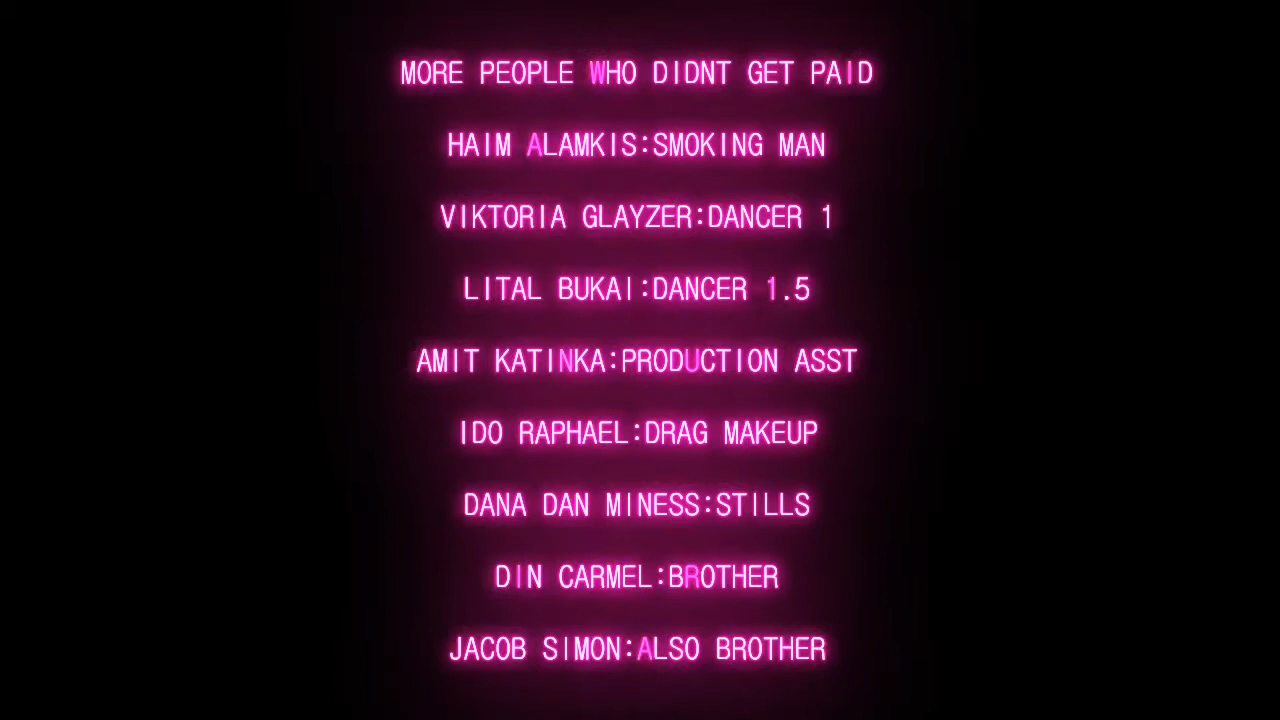 MORE PEOPLE WHO DIDNT GET PAID
HAIM ALAMKIS:SMOKING MAN
VIKTORIA GLAYZER:DANCER 1
LITAL BUKAI:DANCER 1.5
AMIT KATINKA:PRODUCTION ASST
IDO RAPHAEL:DRAG MAKEUP
DANA DAN MINESS:STILLS
DIN CARMEL:BROTHER
JACOB SIMON:ALSO BROTHER